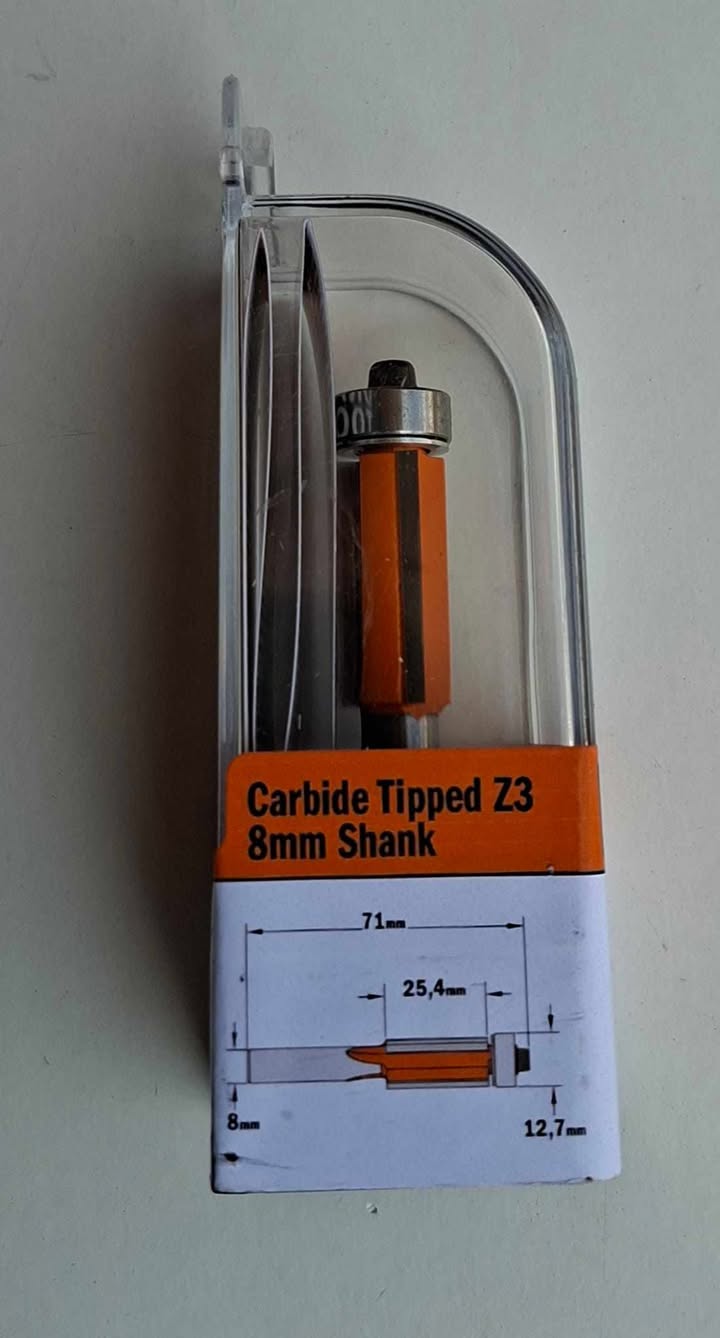 Carbide Tipped Z3
8mm Shank
71mm
25,4mm
8mm
12,7mm